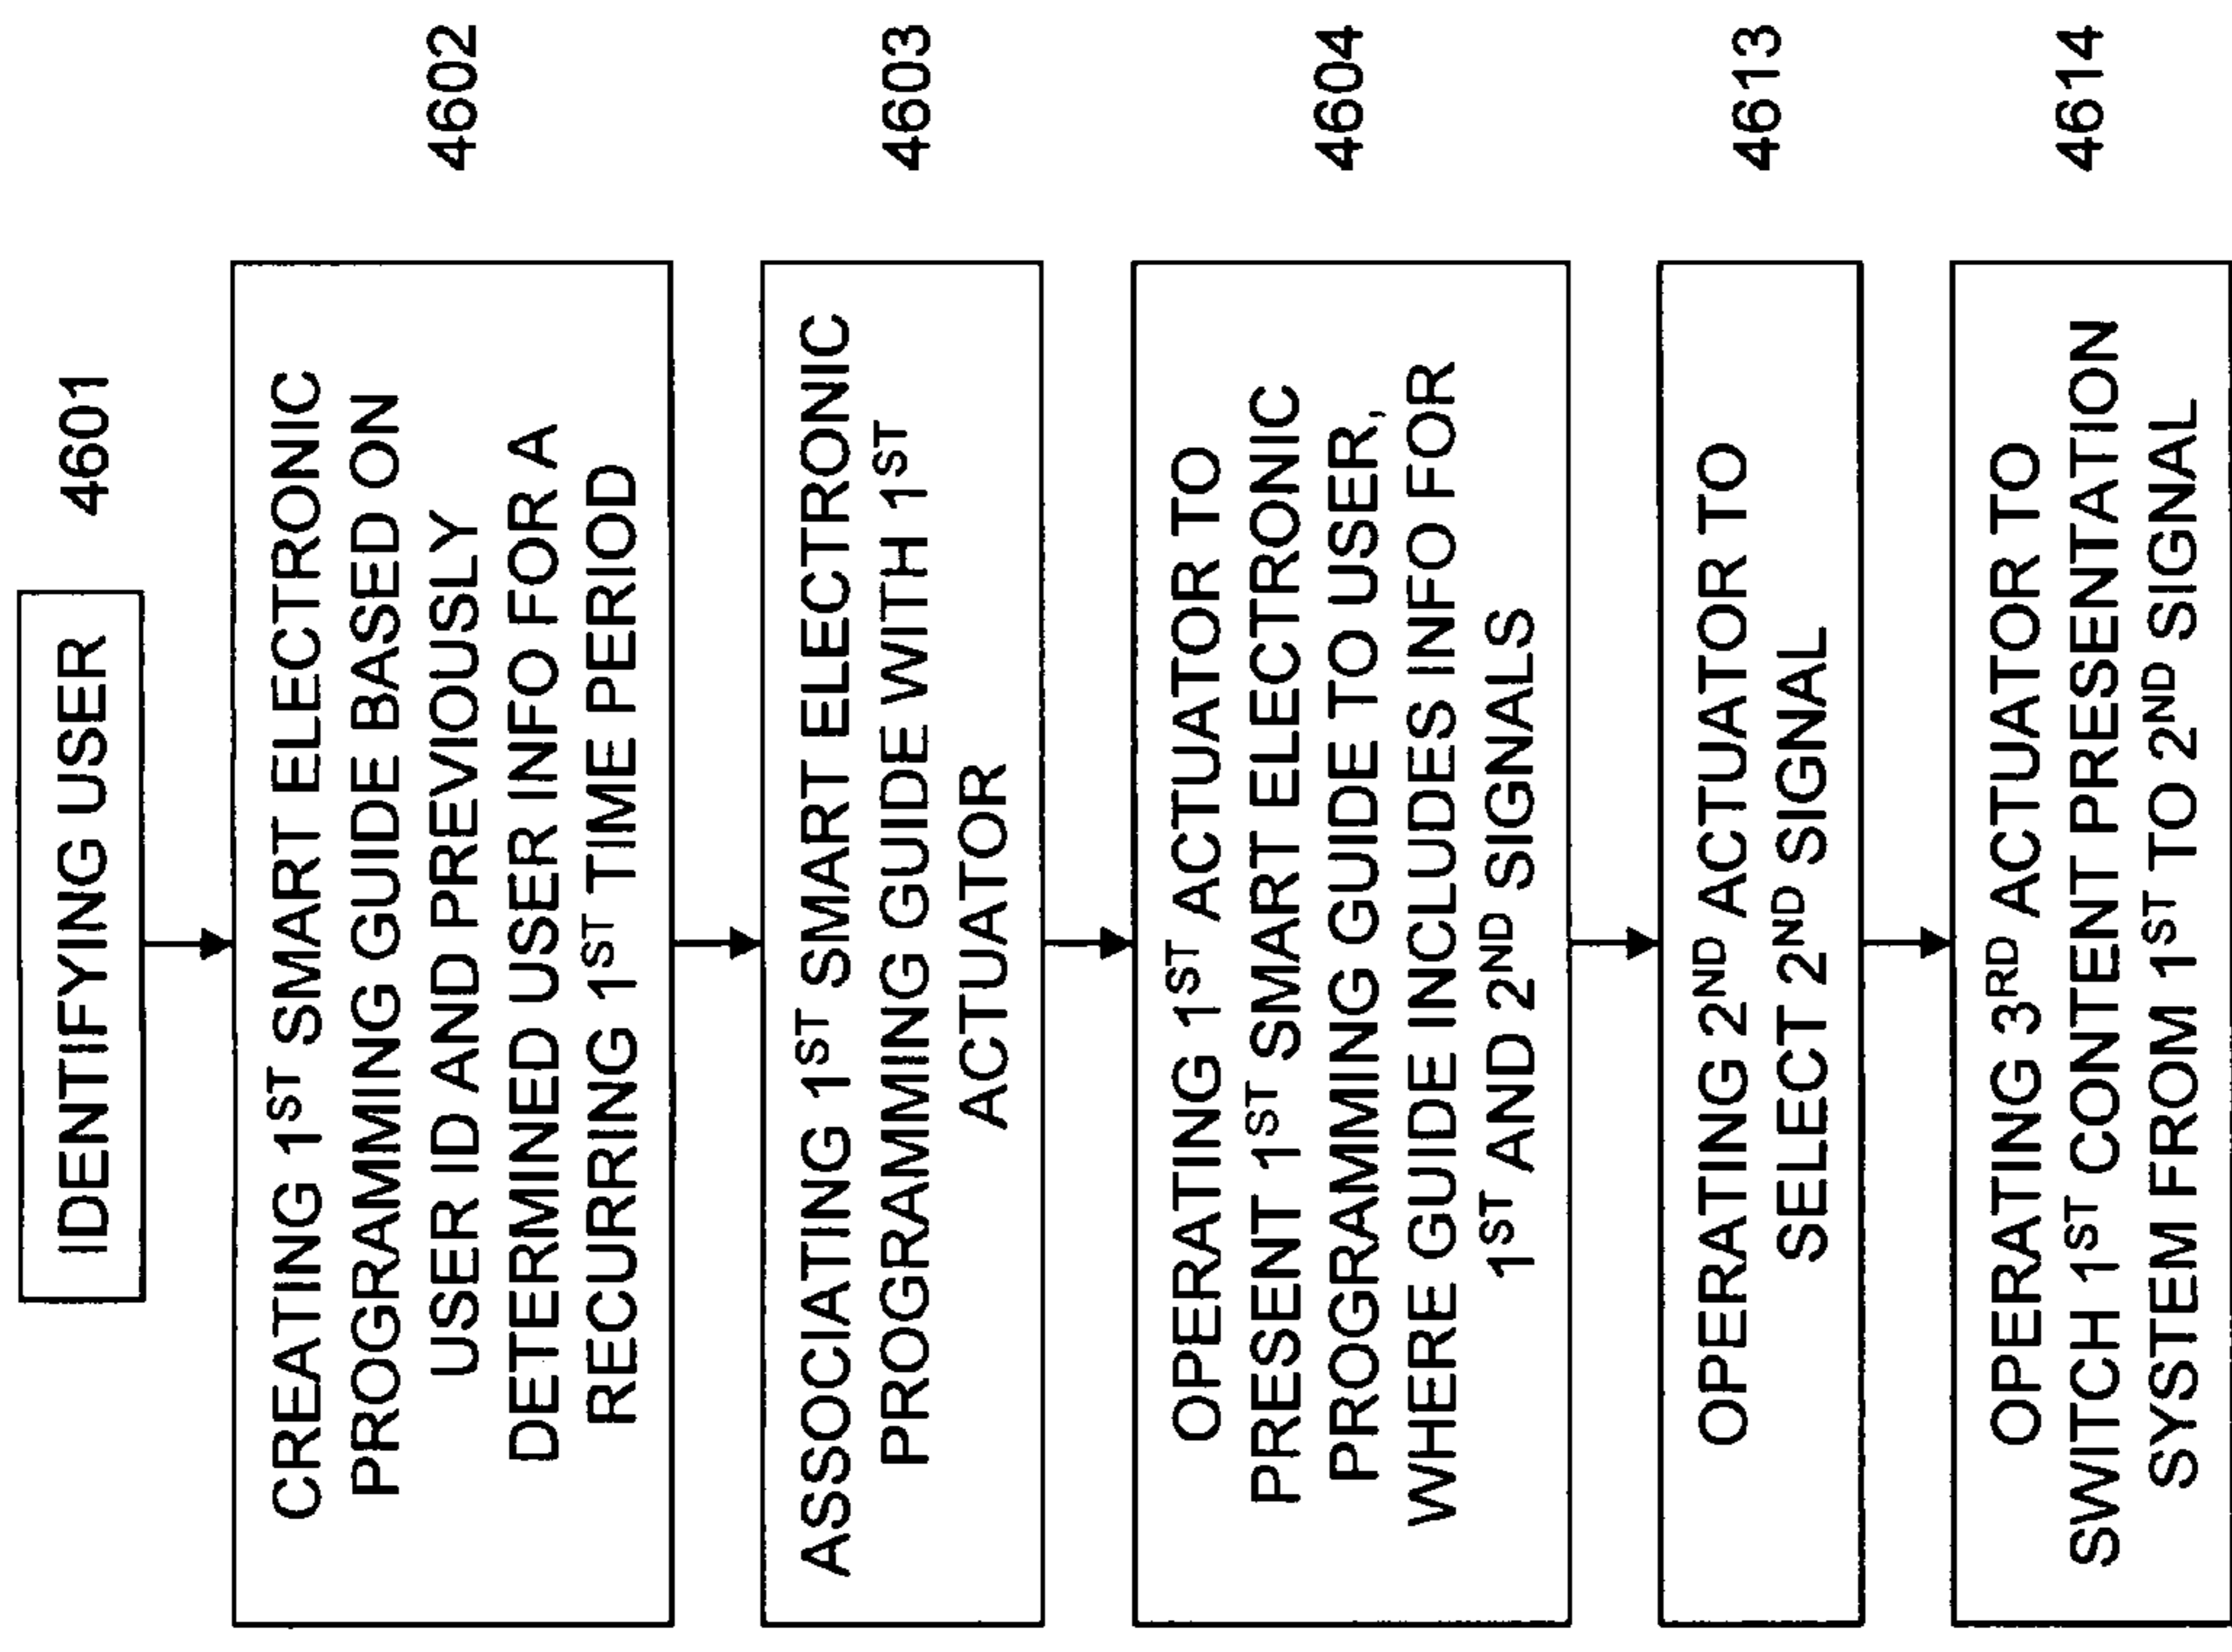 IDENTIFYING USER
4601
CREATING 1ST SMART ELECTRONIC
PROGRAMMING GUIDE BASED ON
USER ID AND PREVIOUSLY
DETERMINED USER INFO FOR A
RECURRING 1ST TIME PERIOD
4602
ASSOCIATING 1ST SMART ELECTRONIC
PROGRAMMING GUIDE WITH 1ST
ACTUATOR
4603
OPERATING 1ST ACTUATOR TO
PRESENT 1ST SMART ELECTRONIC
PROGRAMMING GUIDE TO USER,
WHERE GUIDE INCLUDES INFO FOR
1ST AND 2ND SIGNALS
4604
OPERATING 2ND ACTUATOR TO
SELECT 2ND SIGNAL
4613
OPERATING 3RD ACTUATOR TO
SWITCH 1ST CONTENT PRESENTATION
SYSTEM FROM 1ST TO 2ND SIGNAL
4614